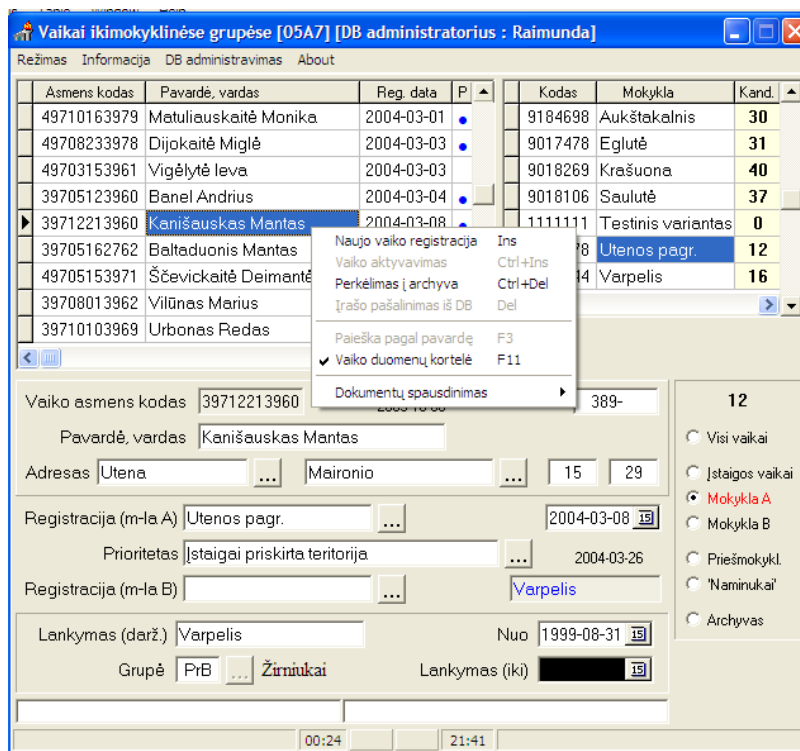 Vaikai ikimokyklinėse grupėse [05A7] [DB administratorius : Raimunda]
Režimas Informacija DB administravimas About
Asmens kodas Pavardė, vardas Reg. data P Kodas Mokykla Kand.
49710163979 Matuliauskaitė Monika 2004-03-01 9184698 Aukštakalnis 30
49708233978 Dijokaitė Miglė 2004-03-03 9017478 Eglutė 31
49703153961 Vigėlytė Ieva 2004-03-03 9018269 Krašuona 40
39705123960 Banel Andrius 2004-03-04 9018106 Saulutė 37
39712213960 Kanišauskas Mantas 2004-03-08 1111111 Testinis variantas 0
39705162762 Baltaduonis Mantas 78 Utenos pagr. 12
49705153971 Ščevickaitė Deimantė 44 Varpelis 16
39708013962 Vilūnas Marius
39710103969 Urbonas Redas
Naujo vaiko registracija Ins
Vaiko aktyvavimas Ctrl+Ins
Perkėlimas į archyva Ctrl+Del
Įrašo pašalinimas iš DB Del
Paieška pagal pavardę F3
Vaiko duomenų kortelė F11
Dokumentų spausdinimas
Vaiko asmens kodas 39712213960 389-
Pavardė, vardas Kanišauskas Mantas
Adresas Utena ... Maironio ... 15 29
Registracija (m-la A) Utenos pagr. ... 2004-03-08 15
Prioritetas Įstaigai priskirta teritorija ... 2004-03-26
Registracija (m-la B) ... Varpelis
Lankymas (darž.) Varpelis Nuo 1999-08-31 15
Grupė PrB ... Žirniukai Lankymas (iki) 15
12
Visi vaikai
Įstaigos vaikai
Mokykla A
Mokykla B
Priešmokykl.
'Naminukai'
Archyvas
00:24 21:41